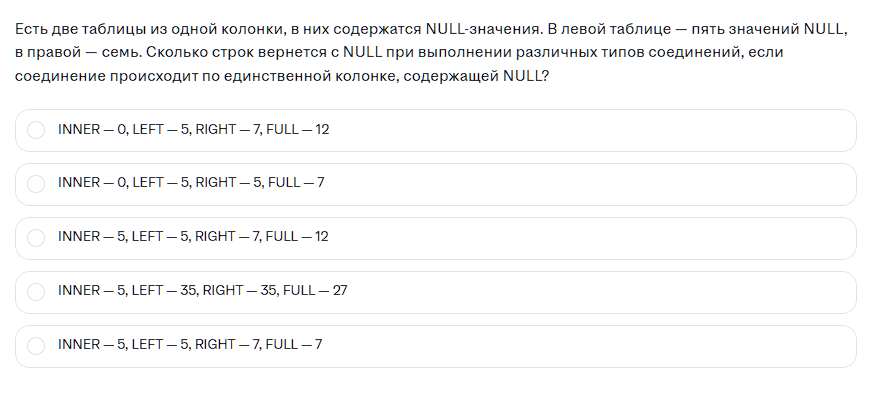 Есть две таблицы из одной колонки, в них содержатся NULL-значения. В левой таблице — пять значений NULL,
в правой — семь. Сколько строк вернется с NULL при выполнении различных типов соединений, если
соединение происходит по единственной колонке, содержащей NULL?
INNER — 0, LEFT — 5, RIGHT — 7, FULL — 12
INNER — 0, LEFT — 5, RIGHT — 5, FULL — 7
INNER — 5, LEFT — 5, RIGHT — 7, FULL — 12
INNER — 5, LEFT — 35, RIGHT — 35, FULL — 27
INNER — 5, LEFT — 5, RIGHT — 7, FULL — 7